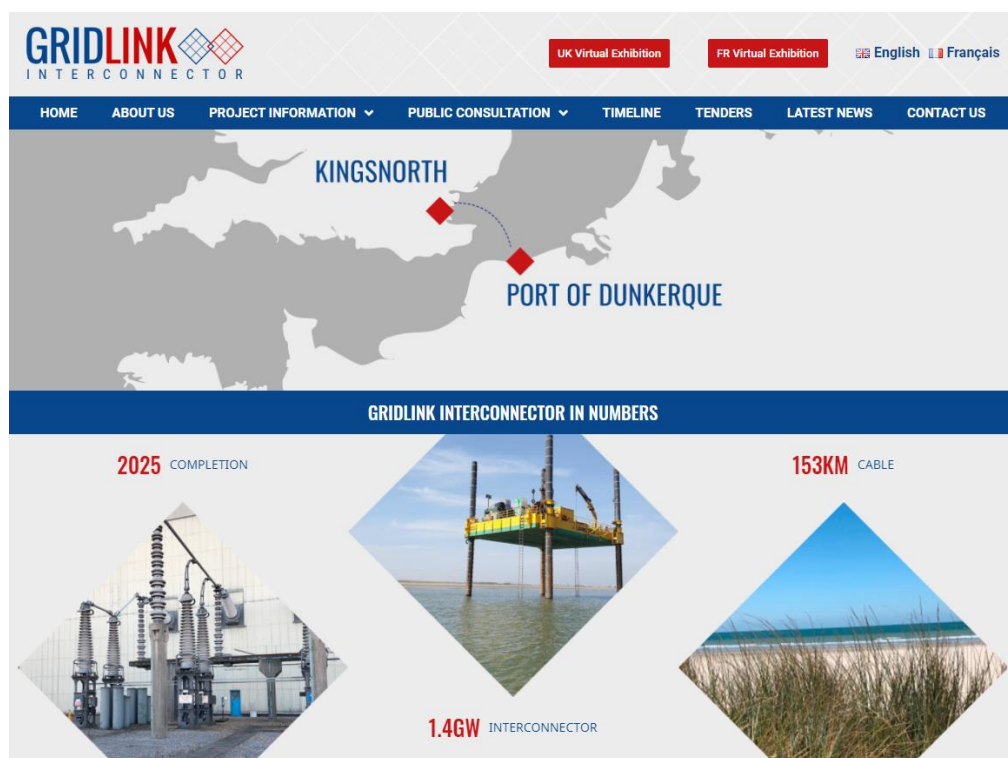 GRIDLINK
INTERCONNECTOR
UK Virtual Exhibition
FR Virtual Exhibition
English
Français
HOME
ABOUT US
PROJECT INFORMATION
PUBLIC CONSULTATION
TIMELINE
TENDERS
LATEST NEWS
CONTACT US
KINGSNORTH
PORT OF DUNKERQUE
GRIDLINK INTERCONNECTOR IN NUMBERS
2025 COMPLETION
153KM CABLE
1.4GW INTERCONNECTOR